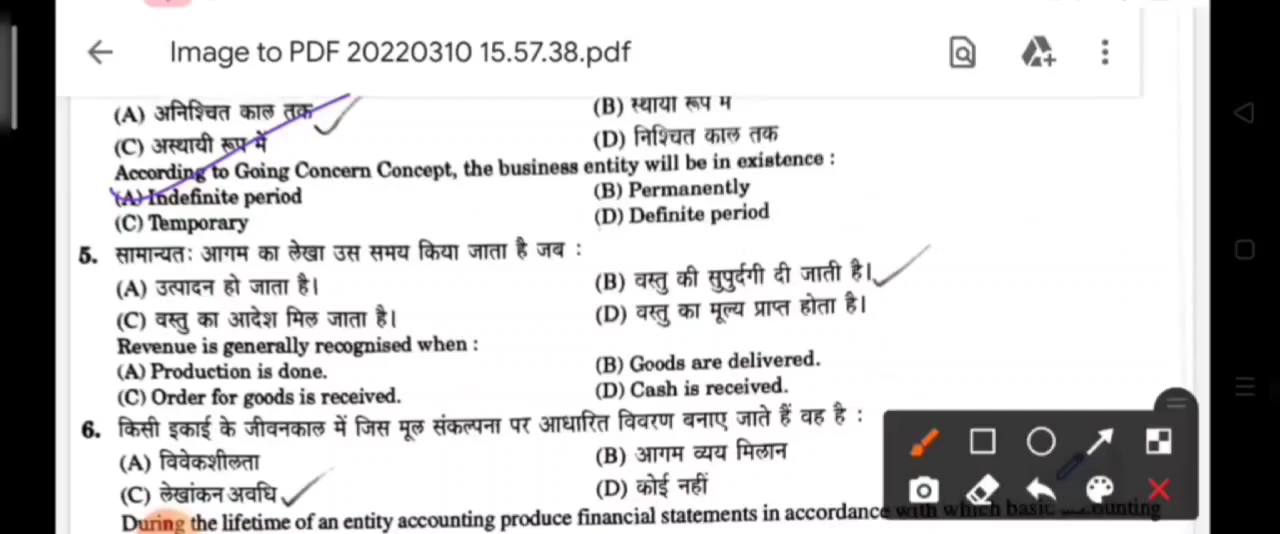 Image to PDF 20220310 15.57.38.pdf
(A) अनिश्चित काल तक (B) स्थायी रूप में
(C) अस्थायी रूप में (D) निश्चित काल तक
According to Going Concern Concept, the business entity will be in existence :
(A) Indefinite period (B) Permanently
(C) Temporary (D) Definite period
5. सामान्यतः आगम का लेखा उस समय किया जाता है जब :
(A) उत्पादन हो जाता है। (B) वस्तु की सुपुर्दगी दी जाती है।
(C) वस्तु का आदेश मिल जाता है। (D) वस्तु का मूल्य प्राप्त होता है।
Revenue is generally recognised when :
(A) Production is done. (B) Goods are delivered.
(C) Order for goods is received. (D) Cash is received.
6. किसी इकाई के जीवनकाल में जिस मूल संकल्पना पर आधारित विवरण बनाए जाते हैं वह है :
(A) विवेकशीलता (B) आगम व्यय मिलान
(C) लेखांकन अवधि (D) कोई नहीं
During the lifetime of an entity accounting produce financial statements in accordance with which basic accounting